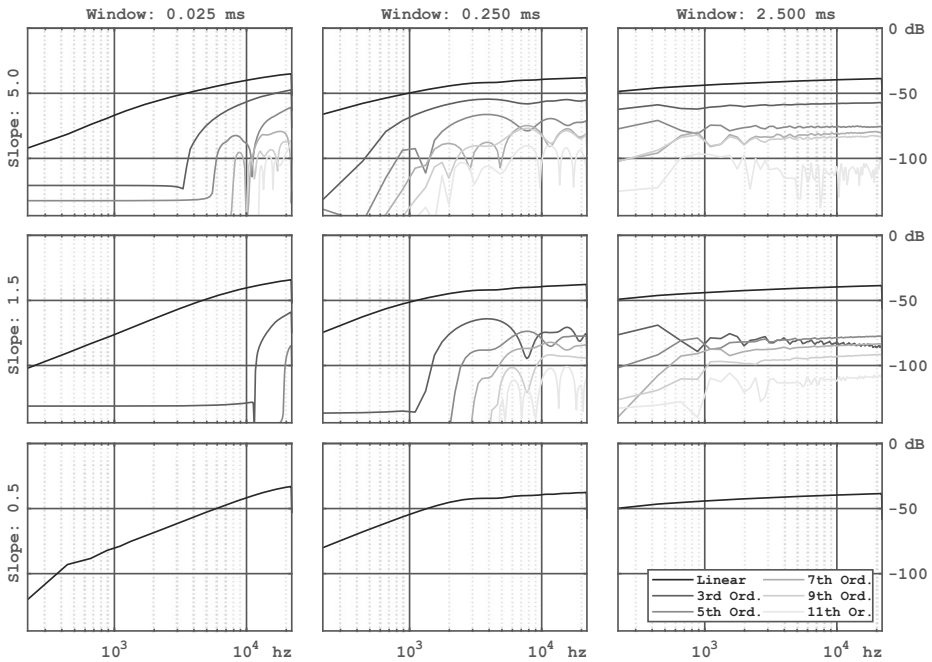 Window: 0.025 ms
Window: 0.250 ms
Window: 2.500 ms
Slope: 5.0
0 dB
-50
-100
Slope: 1.5
0 dB
-50
-100
Slope: 0.5
0 dB
-50
-100
Linear
3rd Ord.
5th Ord.
7th Ord.
9th Ord.
11th Or.
10³ 10⁴ hz
10³ 10⁴ hz
10³ 10⁴ hz